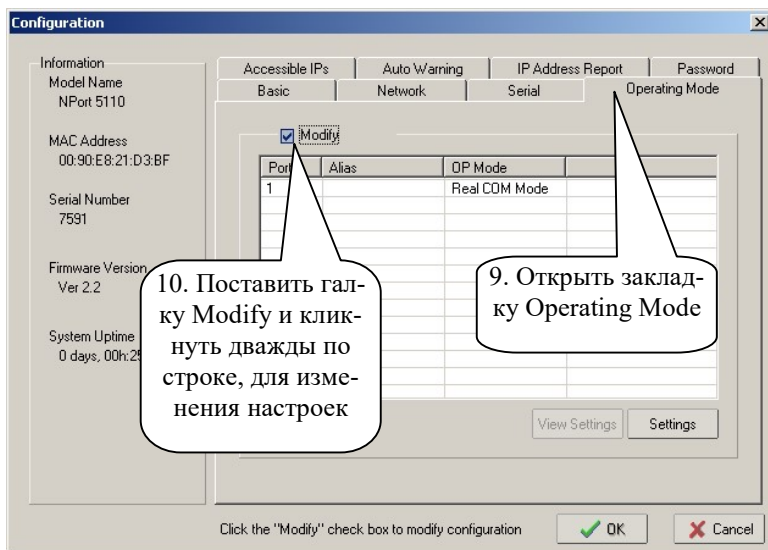 Configuration
Information
Model Name
NPort 5110
MAC Address
00:90:E8:21:D3:BF
Serial Number
7591
Firmware Version
Ver 2.2
System Uptime
0 days, 00h:25
Accessible IPs
Auto Warning
IP Address Report
Password
Basic
Network
Serial
Operating Mode
Modify
Port
Alias
OP Mode
1
Real COM Mode
10. Поставить гал-
ку Modify и клик-
нуть дважды по
строке, для изме-
нения настроек
9. Открыть заклад-
ку Operating Mode
View Settings
Settings
Click the "Modify" check box to modify configuration
OK
Cancel